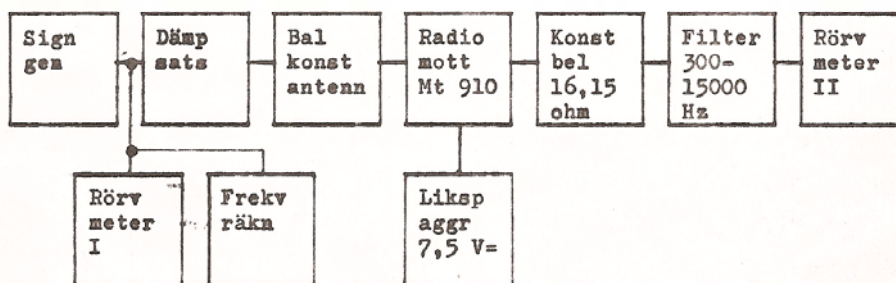 Sign
gen
Dämp
sats
Bal
konst
antenn
Radio
mott
Mt 910
Konst
bel
16,15
ohm
Filter
300-
15000
Hz
Rörv
meter
II
Rörv
meter
I
Frekv
räkn
Liksp
aggr
7,5 V=